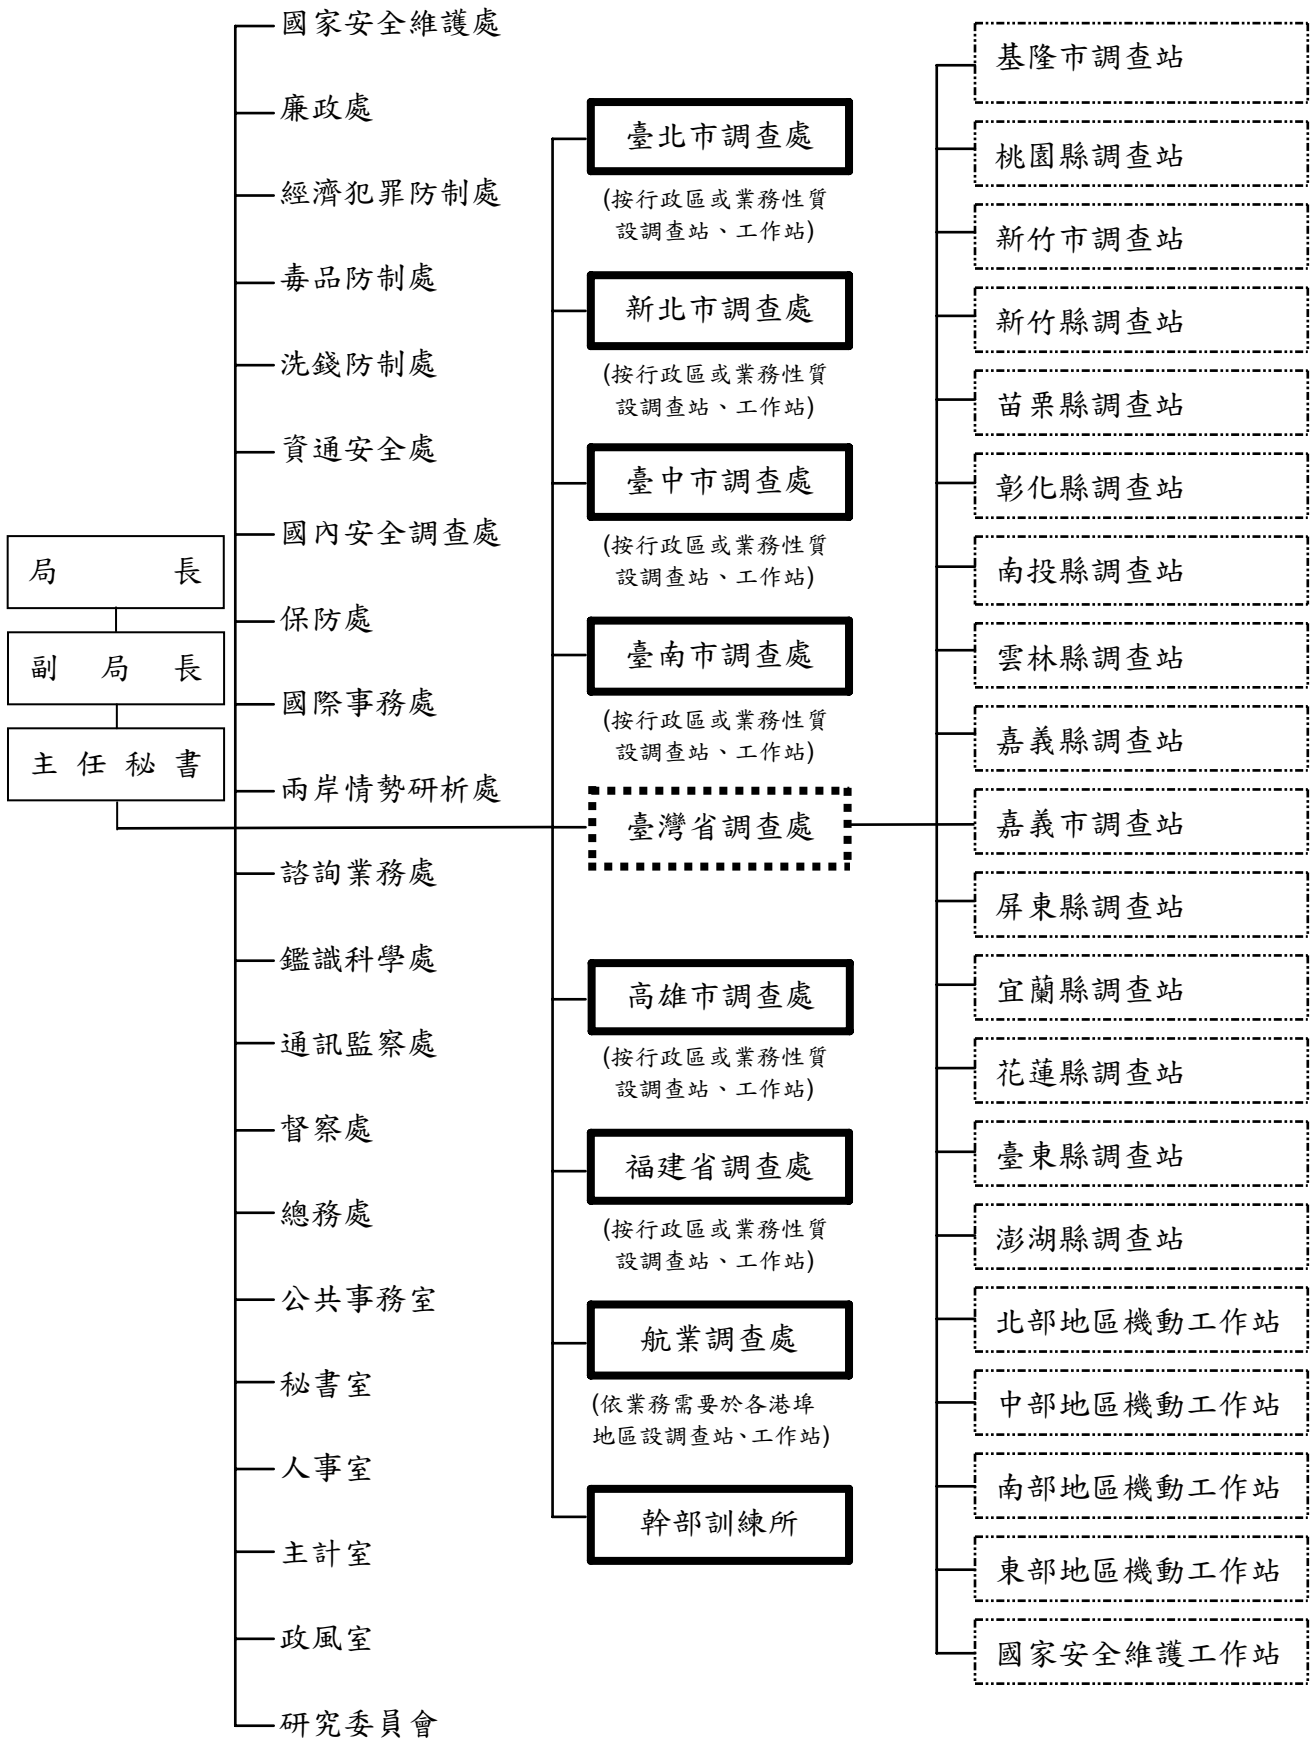 局長
副局長
主任秘書
國家安全維護處
廉政處
經濟犯罪防制處
毒品防制處
洗錢防制處
資通安全處
國內安全調查處
保防處
國際事務處
兩岸情勢研析處
諮詢業務處
鑑識科學處
通訊監察處
督察處
總務處
公共事務室
秘書室
人事室
主計室
政風室
研究委員會
臺北市調查處
(按行政區或業務性質
設調查站、工作站)
新北市調查處
(按行政區或業務性質
設調查站、工作站)
臺中市調查處
(按行政區或業務性質
設調查站、工作站)
臺南市調查處
(按行政區或業務性質
設調查站、工作站)
臺灣省調查處
高雄市調查處
(按行政區或業務性質
設調查站、工作站)
福建省調查處
(按行政區或業務性質
設調查站、工作站)
航業調查處
(依業務需要於各港埠
地區設調查站、工作站)
幹部訓練所
基隆市調查站
桃園縣調查站
新竹市調查站
新竹縣調查站
苗栗縣調查站
彰化縣調查站
南投縣調查站
雲林縣調查站
嘉義縣調查站
嘉義市調查站
屏東縣調查站
宜蘭縣調查站
花蓮縣調查站
臺東縣調查站
澎湖縣調查站
北部地區機動工作站
中部地區機動工作站
南部地區機動工作站
東部地區機動工作站
國家安全維護工作站